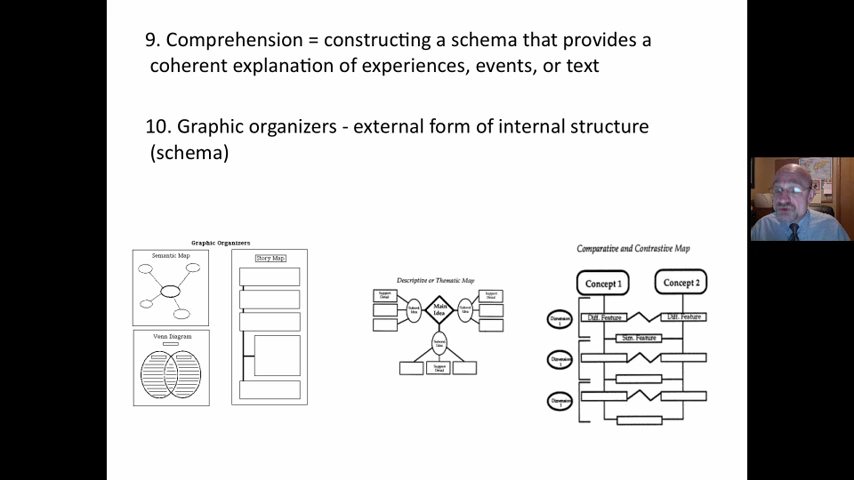 9. Comprehension = constructing a schema that provides a
coherent explanation of experiences, events, or text
10. Graphic organizers - external form of internal structure
(schema)
Graphic Organizers
Semantic Map
Story Map
Venn Diagram
Descriptive or Thematic Map
Main
Idea
Support
Detail
Comparative and Contrastive Map
Concept 1
Concept 2
Diff. Feature
Diff. Feature
Sim. Feature